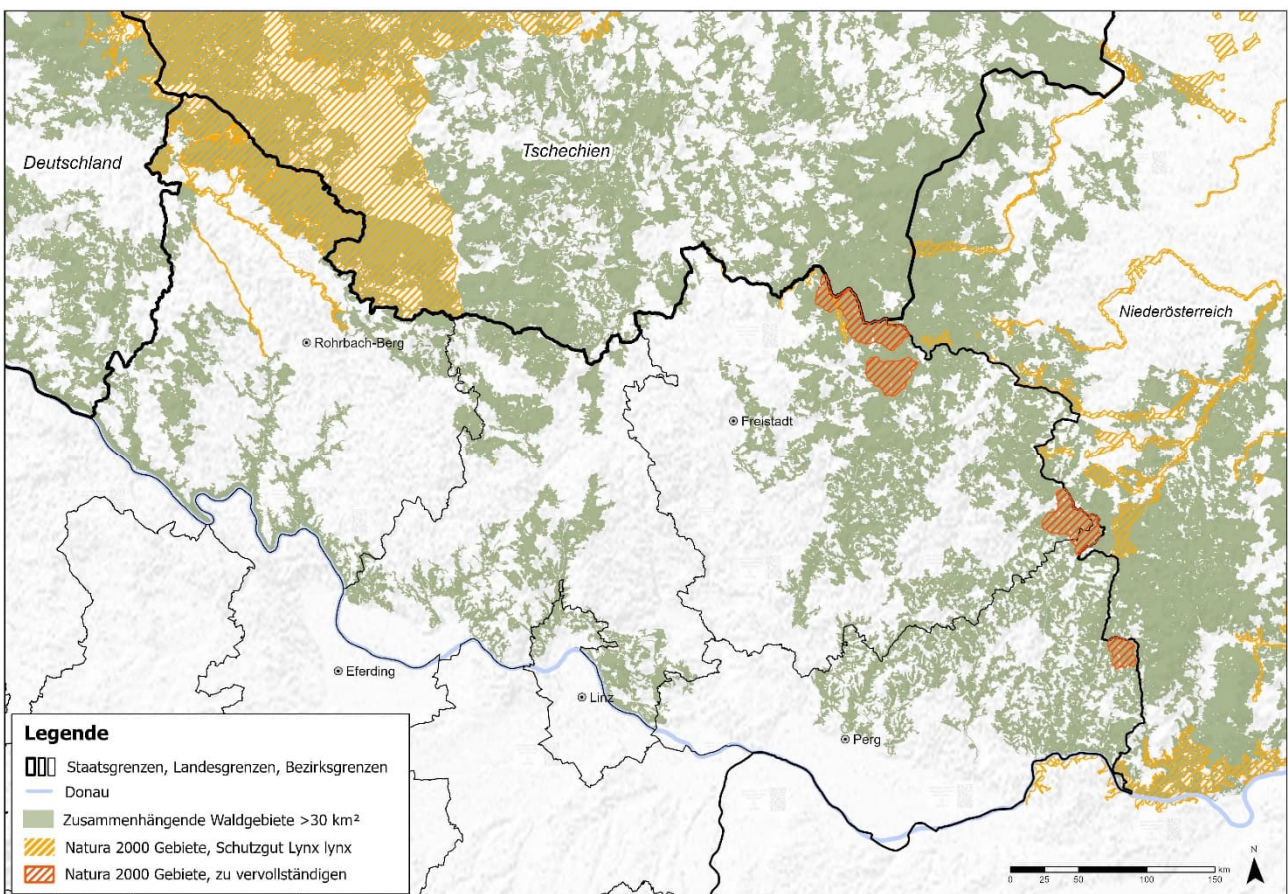 Deutschland
Tschechien
Niederösterreich
Rohrbach-Berg
Freistadt
Eferding
Linz
Perg
Legende
Staatsgrenzen, Landesgrenzen, Bezirksgrenzen
Donau
Zusammenhängende Waldgebiete >30 km²
Natura 2000 Gebiete, Schutzgut Lynx lynx
Natura 2000 Gebiete, zu vervollständigen
N
km
0 25 50 100 150